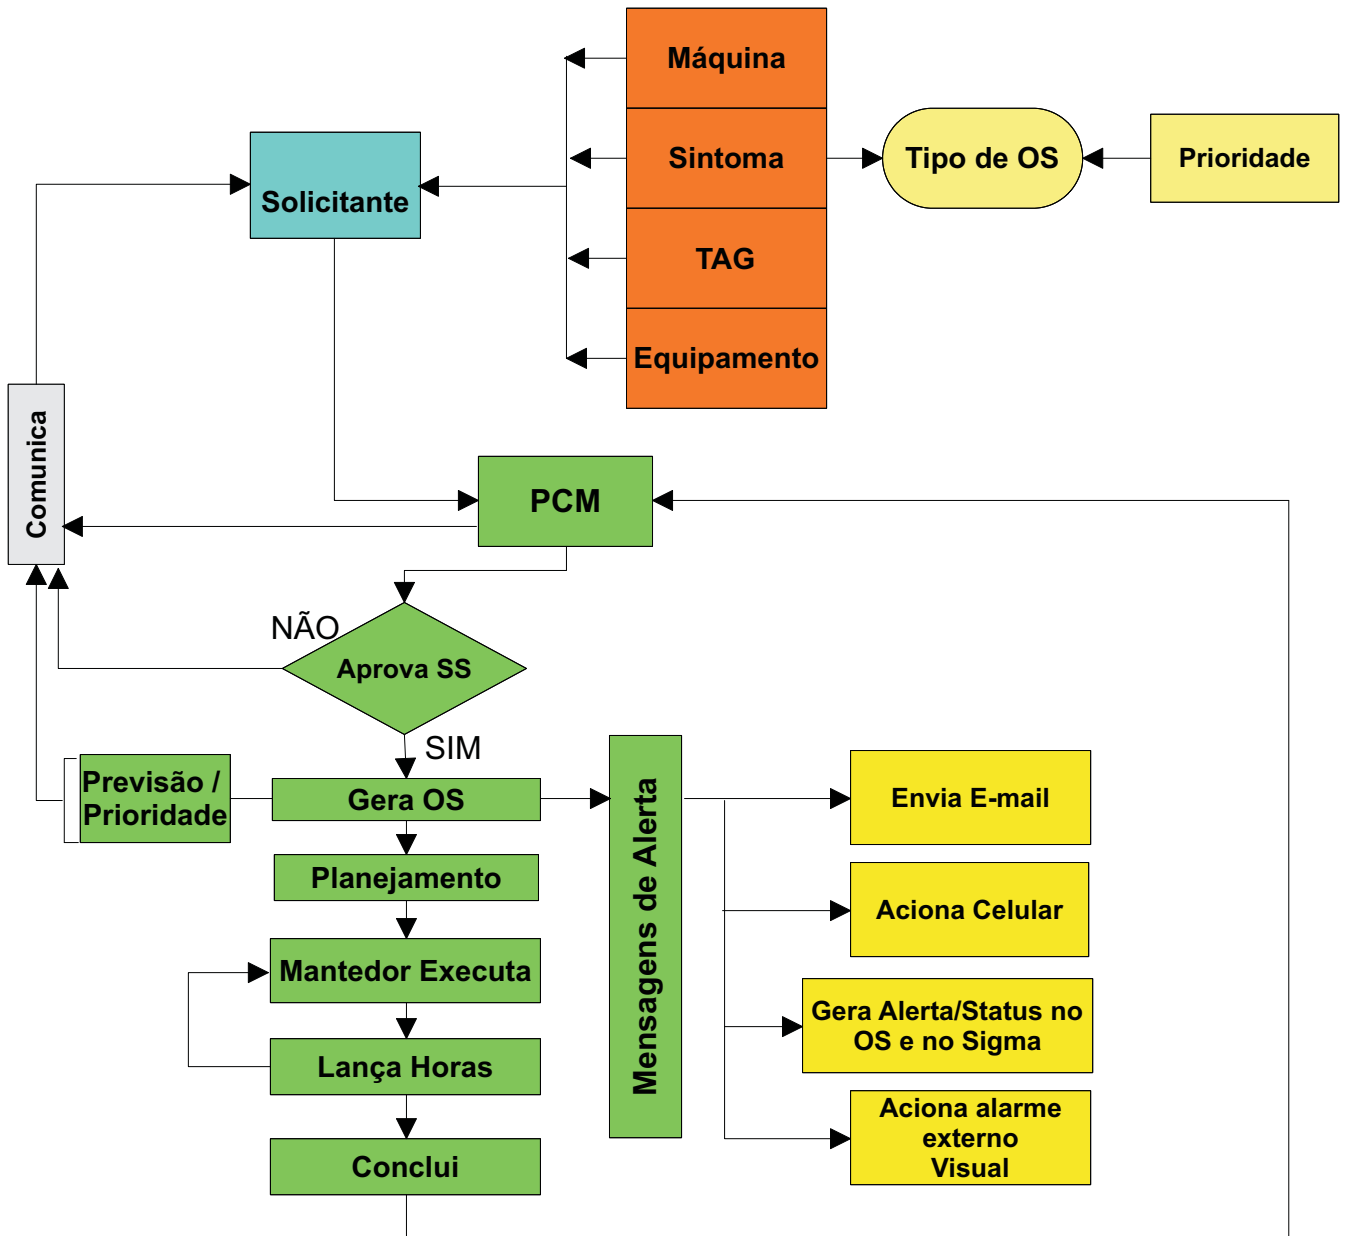 Máquina
Sintoma
Tipo de OS
Prioridade
Solicitante
TAG
Equipamento
Comunica
PCM
NÃO
Aprova SS
SIM
Previsão /
Prioridade
Gera OS
Mensagens de Alerta
Envia E-mail
Planejamento
Aciona Celular
Mantedor Executa
Gera Alerta/Status no
OS e no Sigma
Lança Horas
Aciona alarme
externo
Visual
Conclui